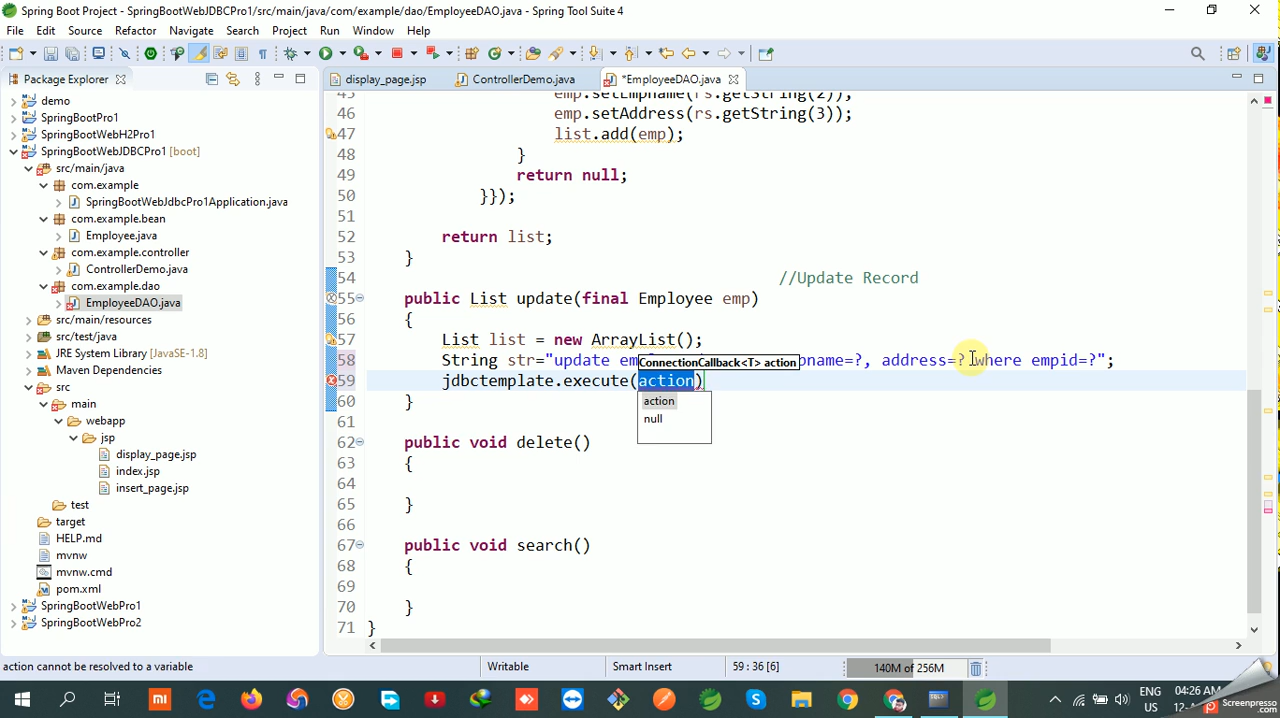 Spring Boot Project - SpringBootWebJDBCPro1/src/main/java/com/example/dao/EmployeeDAO.java - Spring Tool Suite 4
File Edit Source Refactor Navigate Search Project Run Window Help
Package Explorer
display_page.jsp ControllerDemo.java *EmployeeDAO.java
demo
SpringBootPro1
SpringBootWebH2Pro1
SpringBootWebJDBCPro1 [boot]
src/main/java
com.example
SpringBootWebJdbcPro1Application.java
com.example.bean
Employee.java
com.example.controller
ControllerDemo.java
com.example.dao
EmployeeDAO.java
src/main/resources
src/test/java
JRE System Library [JavaSE-1.8]
Maven Dependencies
src
main
webapp
jsp
display_page.jsp
index.jsp
insert_page.jsp
test
target
HELP.md
mvnw
mvnw.cmd
pom.xml
SpringBootWebPro1
SpringBootWebPro2
45 emp.setEmpname(rs.getString(2));
46 emp.setAddress(rs.getString(3));
47 list.add(emp);
48 }
49 return null;
50 }});
51
52 return list;
53 }
54 //Update Record
55 public List update(final Employee emp)
56 {
57 List list = new ArrayList();
58 String str="update pname=?, address=? where empid=?";
ConnectionCallback<T> action
59 jdbctemplate.execute(action)
action
null
60 }
61
62 public void delete()
63 {
64
65 }
66
67 public void search()
68 {
69
70 }
71 }
action cannot be resolved to a variable Writable Smart Insert 59 : 36 [6] 140M of 256M
ENG
US
04:26 AM
Screenpresso
.com